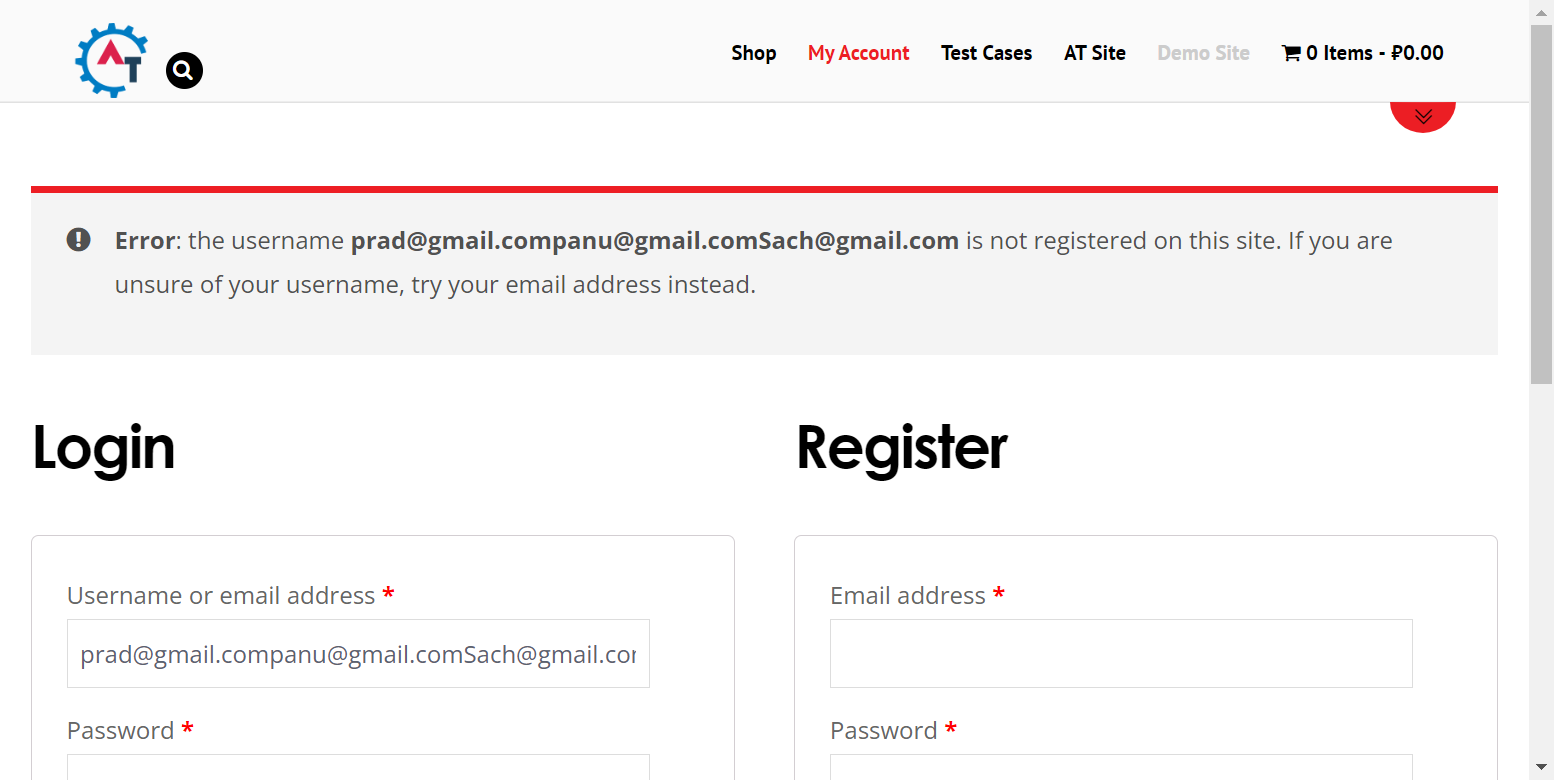 AT
Shop My Account Test Cases AT Site Demo Site 0 Items - ₽0.00
Error: the username prad@gmail.companu@gmail.comSach@gmail.com is not registered on this site. If you are
unsure of your username, try your email address instead.
Login
Register
Username or email address *
prad@gmail.companu@gmail.comSach@gmail.cor
Password *
Email address *
Password *